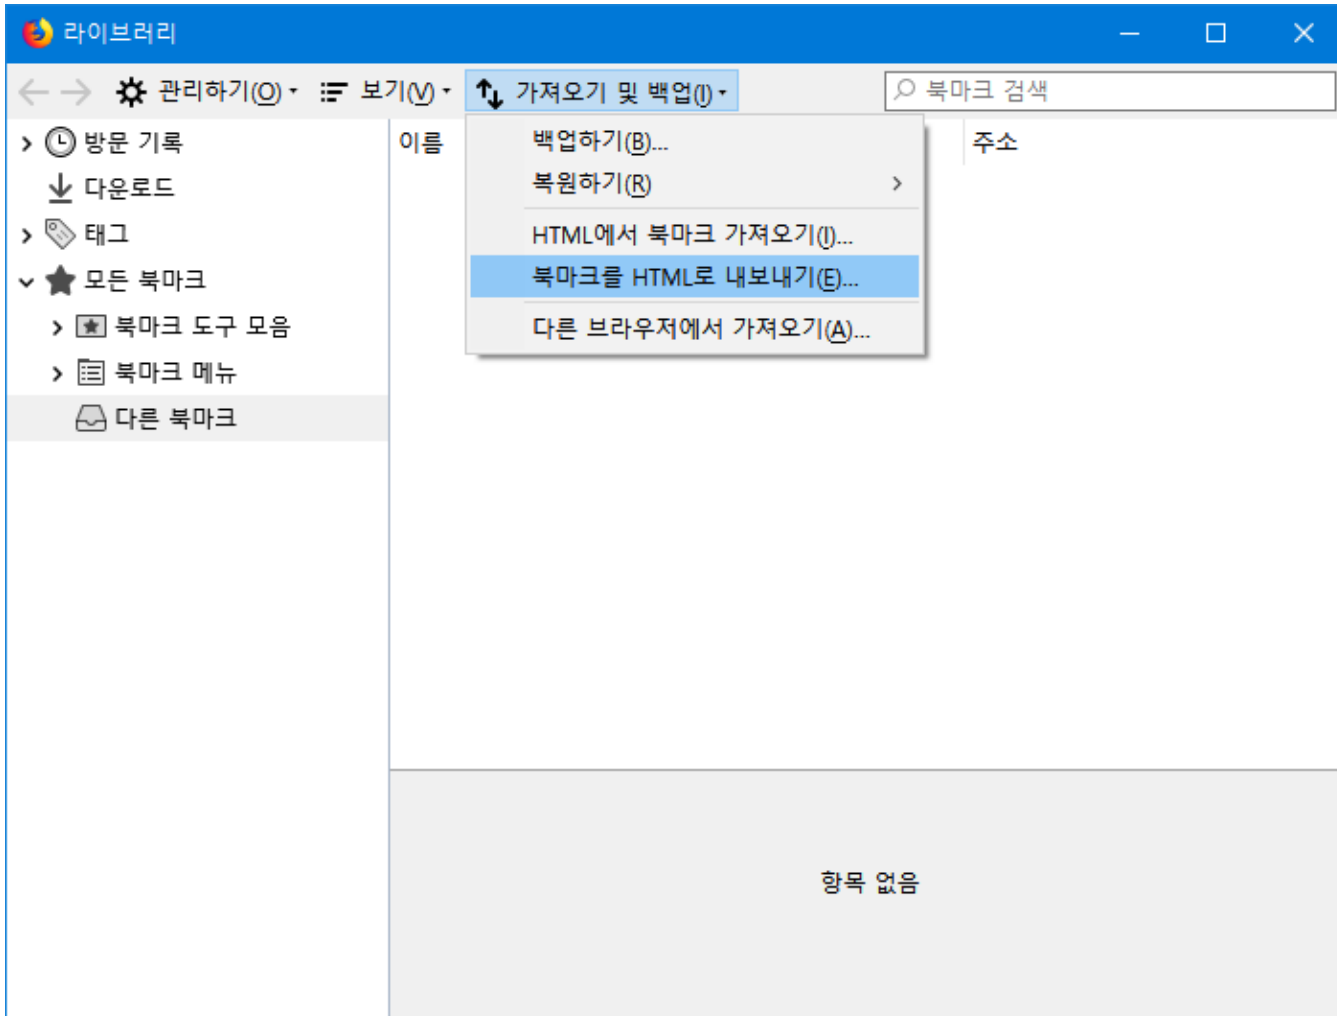 라이브러리
관리하기(O) 보기(V) 가져오기 및 백업(I) 북마크 검색
방문 기록
다운로드
태그
모든 북마크
북마크 도구 모음
북마크 메뉴
다른 북마크
이름 주소
백업하기(B)...
복원하기(R)
HTML에서 북마크 가져오기(I)...
북마크를 HTML로 내보내기(E)...
다른 브라우저에서 가져오기(A)...
항목 없음